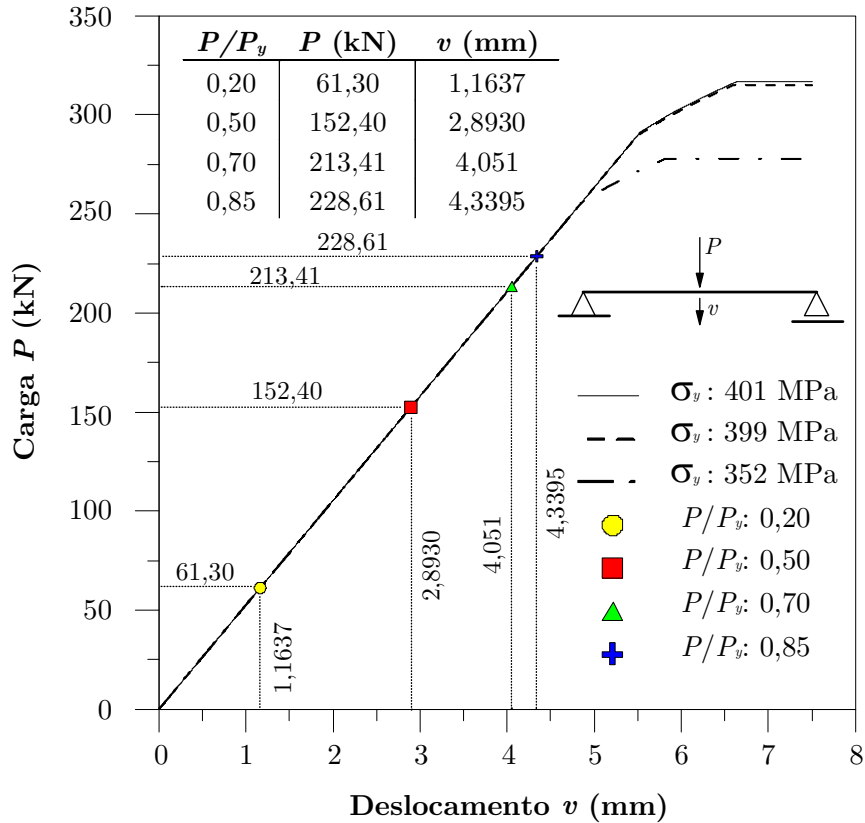 P/Py P (kN) v (mm)
0,20 61,30 1,1637
0,50 152,40 2,8930
0,70 213,41 4,051
0,85 228,61 4,3395
350
300
250
200
150
100
50
0
Carga P (kN)
228,61
213,41
152,40
61,30
1,1637
2,8930
4,051
4,3395
P
v
σy : 401 MPa
σy : 399 MPa
σy : 352 MPa
P/Py: 0,20
P/Py: 0,50
P/Py: 0,70
P/Py: 0,85
0 1 2 3 4 5 6 7 8
Deslocamento v (mm)